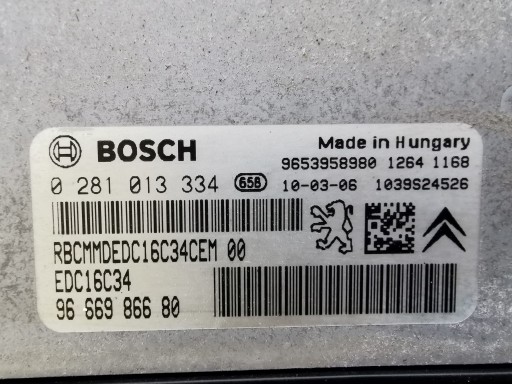 BOSCH
Made in Hungary
9653958980 1264 1168
0 281 013 334 658 10-03-06 1039S24526
RBCMMDEDC16C34CEM 00
EDC16C34
96 869 866 80